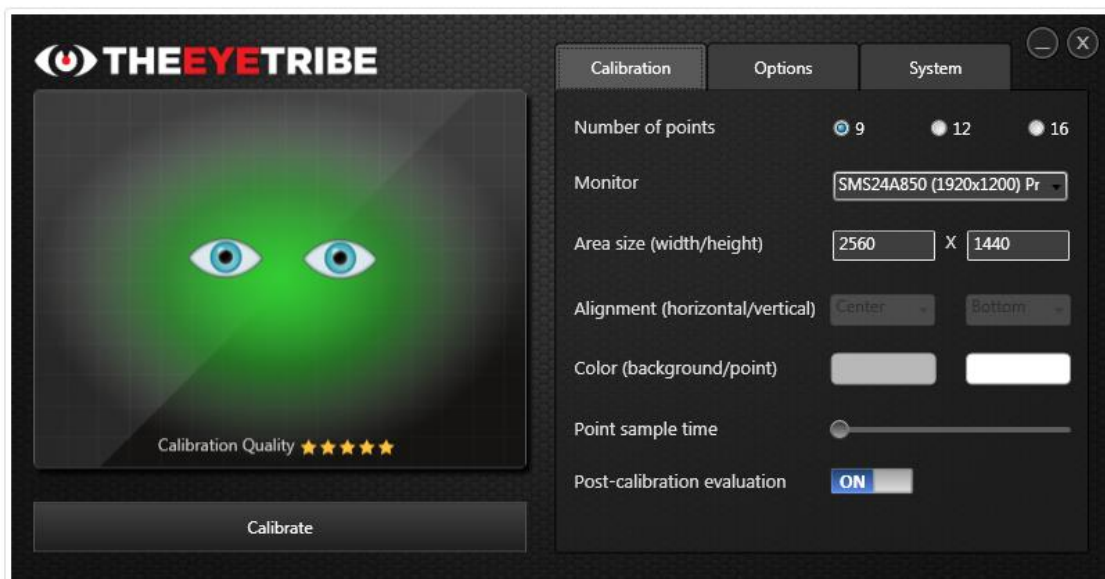 THEEYETRIBE
Calibration Quality
Calibrate
Calibration Options System
X
Number of points 9 12 16
Monitor SMS24A850 (1920x1200) Pr
Area size (width/height) 2560 X 1440
Alignment (horizontal/vertical) Center Bottom
Color (background/point)
Point sample time
Post-calibration evaluation ON